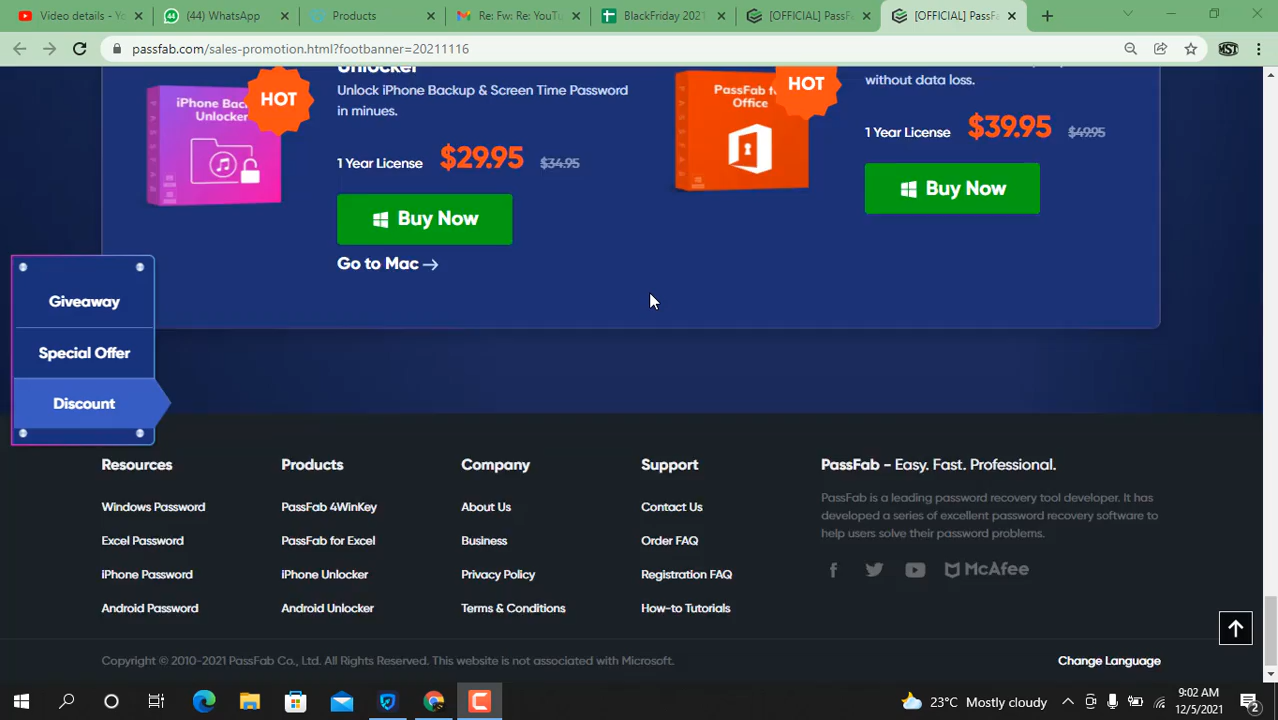 Video details - Yo
(44) WhatsApp
Products
Re: Fw: Re: YouTu
BlackFriday 2021
[OFFICIAL] PassFa
[OFFICIAL] PassFa
passfab.com/sales-promotion.html?footbanner=20211116
Unlocker
Unlock iPhone Backup & Screen Time Password
in minues.
1 Year License $29.95 $34.95
Buy Now
Go to Mac →
iPhone Bac
Unlocker
HOT
PASSFAB
PassFab fo
Office
HOT
PASSFAB
without data loss.
1 Year License $39.95 $49.95
Buy Now
Giveaway
Special Offer
Discount
Resources
Windows Password
Excel Password
iPhone Password
Android Password
Products
PassFab 4WinKey
PassFab for Excel
iPhone Unlocker
Android Unlocker
Company
About Us
Business
Privacy Policy
Terms & Conditions
Support
Contact Us
Order FAQ
Registration FAQ
How-to Tutorials
PassFab - Easy. Fast. Professional.
PassFab is a leading password recovery tool developer. It has
developed a series of excellent password recovery software to
help users solve their password problems.
McAfee
Copyright © 2010-2021 PassFab Co., Ltd. All Rights Reserved. This website is not associated with Microsoft.
Change Language
23°C Mostly cloudy
9:02 AM
12/5/2021
2